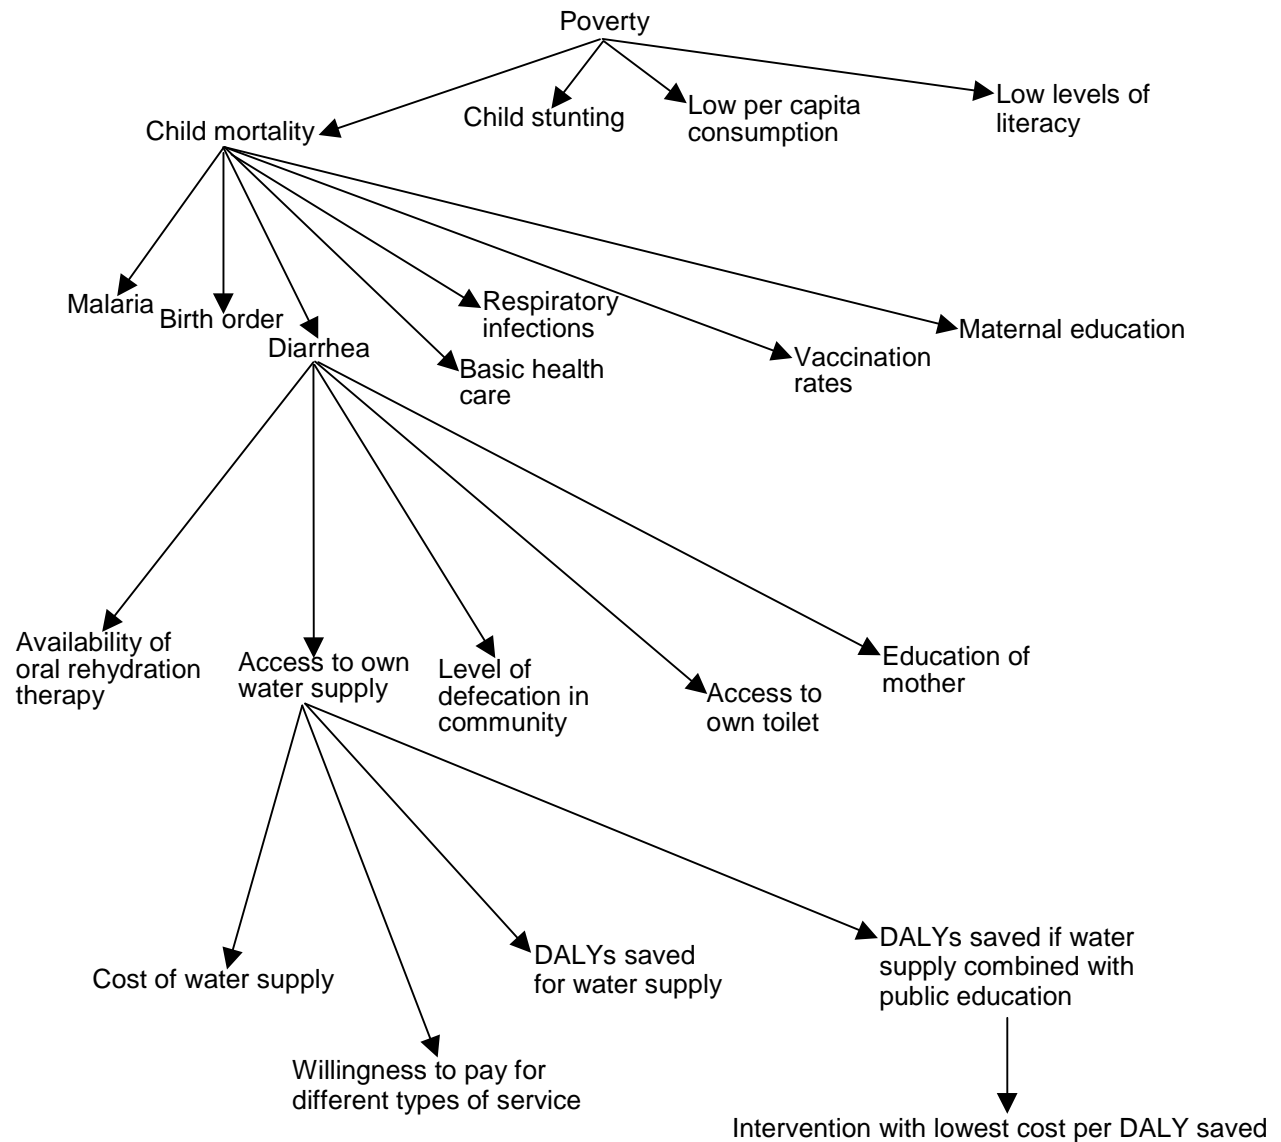 Poverty
Child mortality
Child stunting
Low per capita
consumption
Low levels of
literacy
Malaria
Birth order
Diarrhea
Basic health
care
Respiratory
infections
Vaccination
rates
Maternal education
Availability of
oral rehydration
therapy
Access to own
water supply
Level of
defecation in
community
Access to
own toilet
Education of
mother
Cost of water supply
Willingness to pay for
different types of service
DALYs saved
for water supply
DALYs saved if water
supply combined with
public education
Intervention with lowest cost per DALY saved